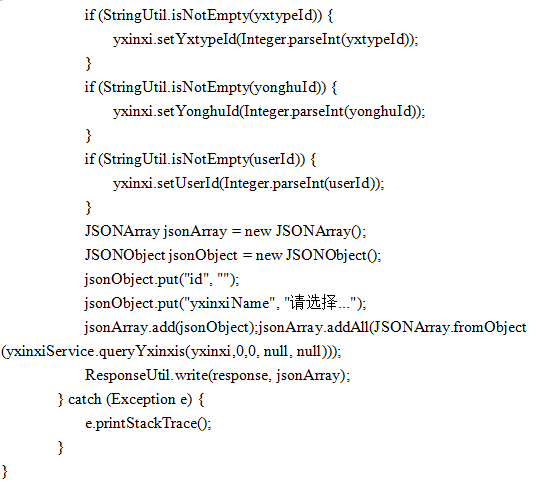 if (StringUtil.isNotEmpty(yxtypeId)) {
yxinxi.setYxtypeId(Integer.parseInt(yxtypeId));
}
if (StringUtil.isNotEmpty(yonghuId)) {
yxinxi.setYonghuId(Integer.parseInt(yonghuId));
}
if (StringUtil.isNotEmpty(userId)) {
yxinxi.setUserId(Integer.parseInt(userId));
}
JSONArray jsonArray = new JSONArray();
JSONObject jsonObject = new JSONObject();
jsonObject.put("id", "");
jsonObject.put("yxinxiName", "请选择...");
jsonArray.add(jsonObject);jsonArray.addAll(JSONArray.fromObject
(yxinxiService.queryYxinxis(yxinxi,0,0, null, null)));
ResponseUtil.write(response, jsonArray);
} catch (Exception e) {
e.printStackTrace();
}
}